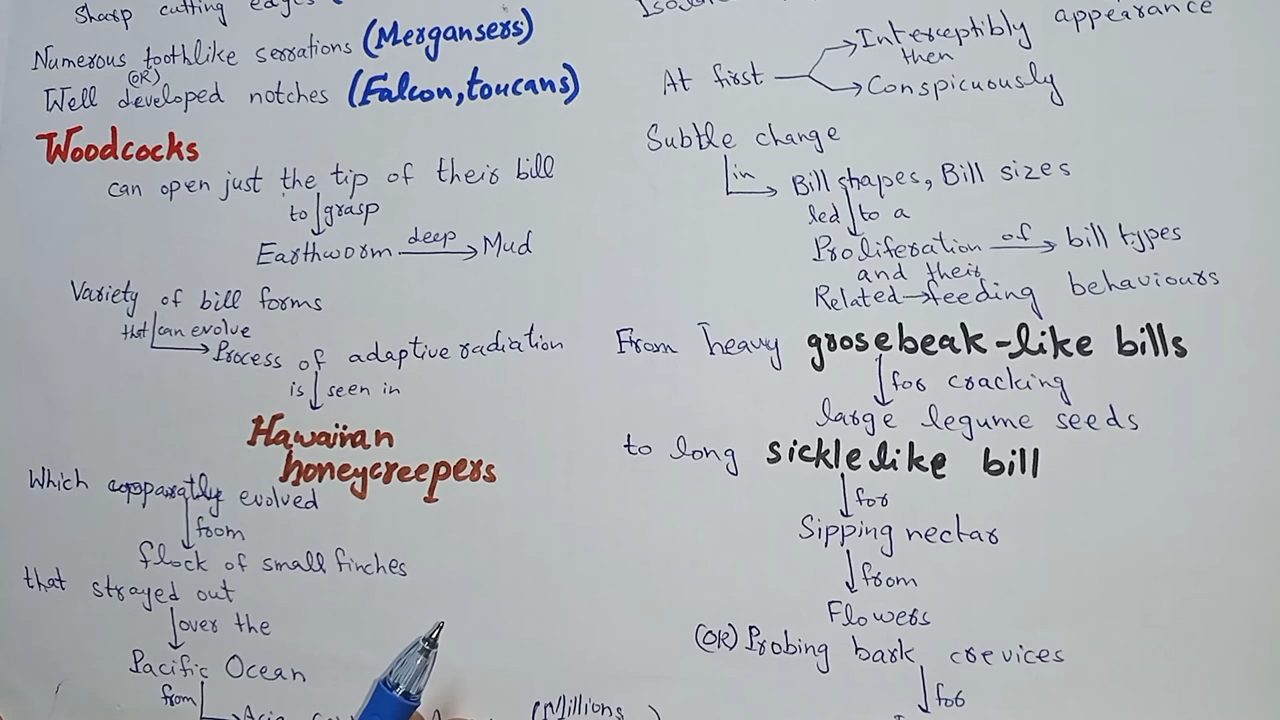 Sharp cutting edges
Numerous toothlike serrations (Mergansers)
(OR)
Well developed notches (Falcon, toucans)
Woodcocks
can open just the tip of their bill
to grasp
Earthworm deep → Mud
Variety of bill forms
that can evolve
→ Process of adaptive radiation
is seen in
Hawaiian
honeycreepers
Which evolved
from
flock of small finches
that strayed out
over the
Pacific Ocean
from
(Millions
At first → Interceptibly appearance
then
→ Conspicuously
Subtle change
in → Bill shapes, Bill sizes
led to a
Proliferation of → bill types
and their
Related → feeding behaviours
From heavy grosebeak-like bills
for cracking
large legume seeds
to long sicklelike bill
for
Sipping nectar
from
Flowers
(OR) Probing bark crevices
for